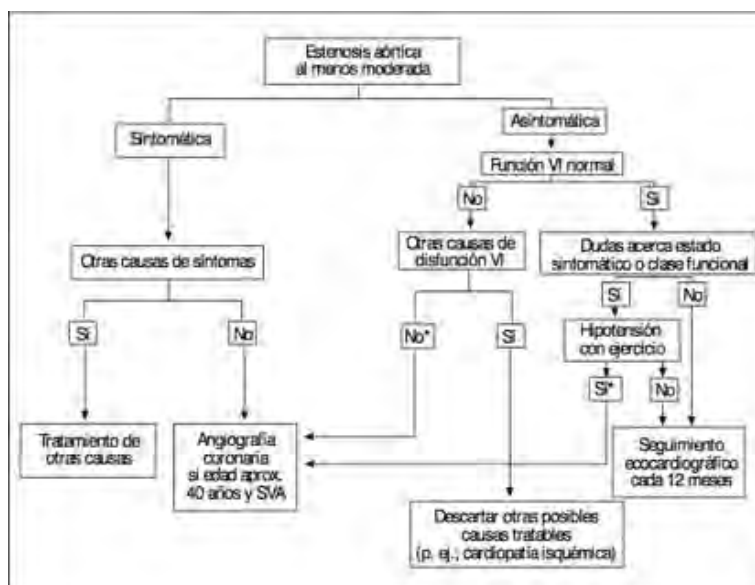 Estenosis aórtica
al menos moderada
Sintomática
Asintomática
Función VI normal
No
Sí
Otras causas de síntomas
Otras causas de
disfunción VI
Dudas acerca estado
sintomático o clase funcional
Sí
No
No*
Sí
Sí
No
Hipotensión
con ejercicio
Sí*
No
Tratamiento de
otras causas
Angiografía
coronaria
si edad aprox.
40 años y SVA
Seguimiento
ecocardiográfico
cada 12 meses
Descartar otras posibles
causas tratables
(p. ej., cardiopatía isquémica)